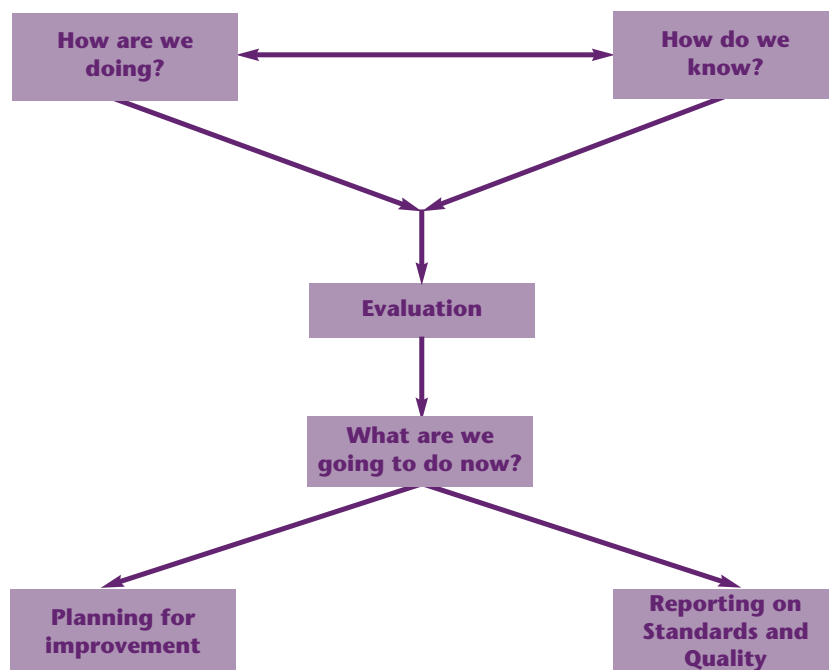 How are we
doing?
How do we
know?
Evaluation
What are we
going to do now?
Planning for
improvement
Reporting on
Standards and
Quality